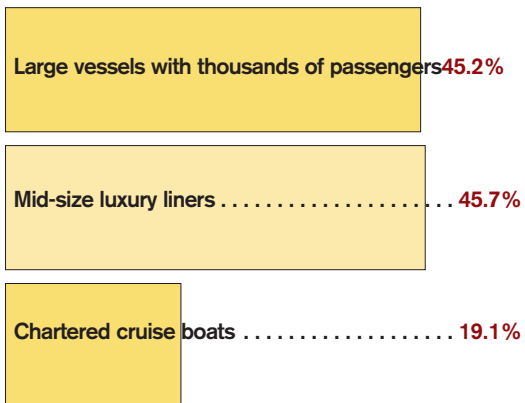 Large vessels with thousands of passengers45.2%
Mid-size luxury liners . . . . . . . . . . . . . . . . . . . . . 45.7%
Chartered cruise boats . . . . . . . . . . . . . . . . . . . 19.1%